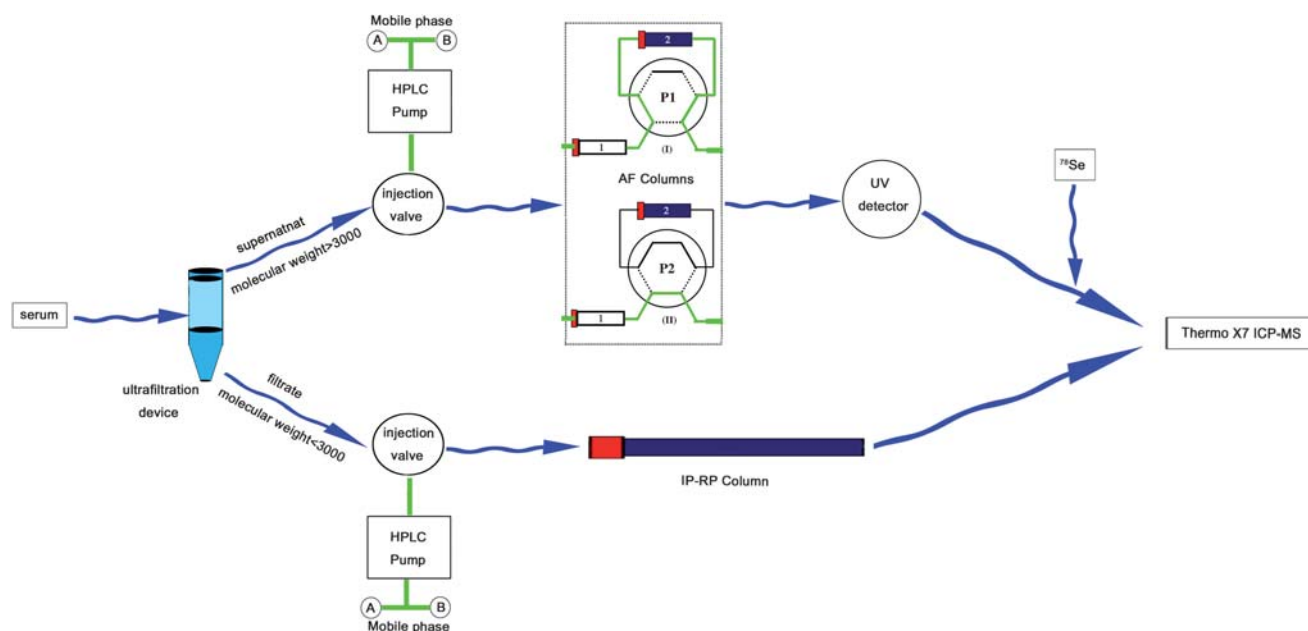 Mobile phase
A
B
HPLC
Pump
injection
valve
supernatnat
molecular weight>3000
2
P1
1
(I)
AF Columns
2
P2
1
(II)
UV
detector
⁷⁸Se
serum
ultrafiltration
device
filtrate
molecular weight<3000
injection
valve
IP-RP Column
Thermo X7 ICP-MS
HPLC
Pump
A
B
Mobile phase